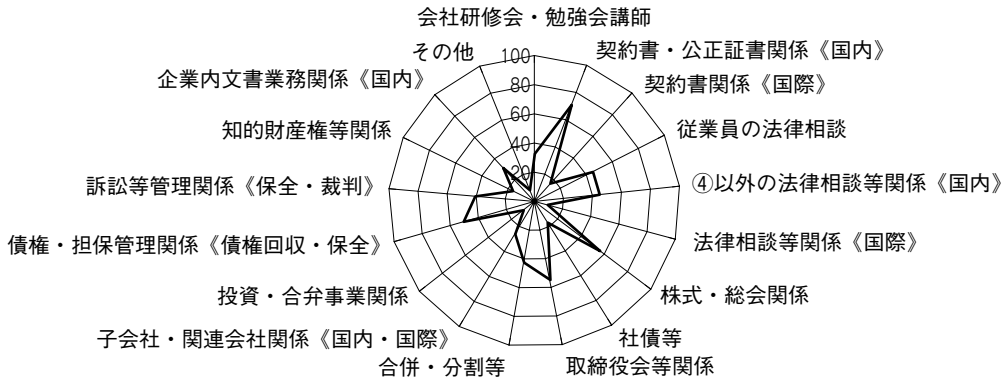 会社研修会・勉強会講師
契約書・公正証書関係《国内》
契約書関係《国際》
従業員の法律相談
④以外の法律相談等関係《国内》
法律相談等関係《国際》
株式・総会関係
社債等
取締役会等関係
合併・分割等
子会社・関連会社関係《国内・国際》
投資・合弁事業関係
債権・担保管理関係《債権回収・保全》
訴訟等管理関係《保全・裁判》
知的財産権等関係
企業内文書業務関係《国内》
その他
100
80
60
40
20